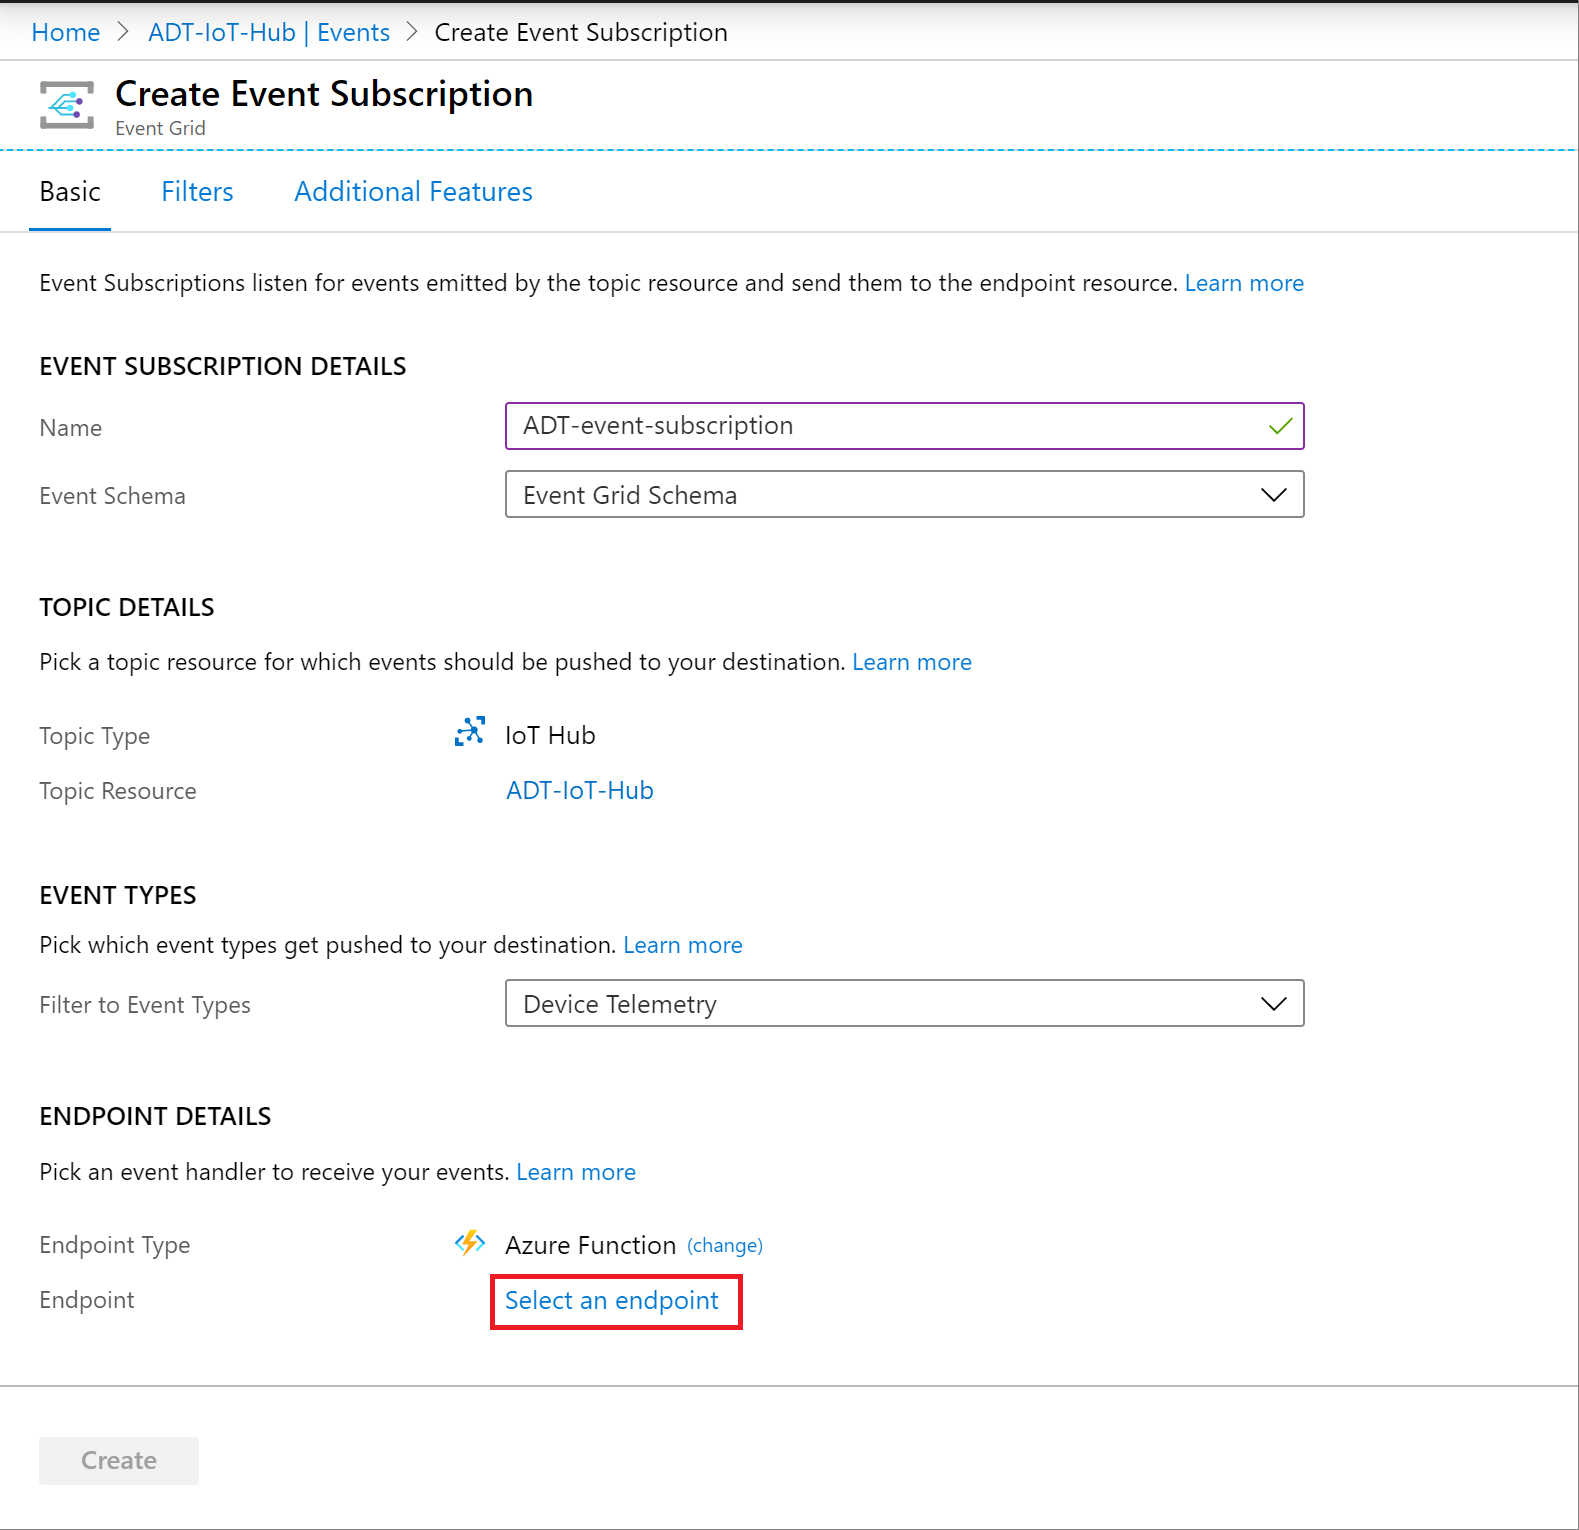 Home > ADT-IoT-Hub | Events > Create Event Subscription
Create Event Subscription
Event Grid
Basic Filters Additional Features
Event Subscriptions listen for events emitted by the topic resource and send them to the endpoint resource. Learn more
EVENT SUBSCRIPTION DETAILS
Name ADT-event-subscription
Event Schema Event Grid Schema
TOPIC DETAILS
Pick a topic resource for which events should be pushed to your destination. Learn more
Topic Type IoT Hub
Topic Resource ADT-IoT-Hub
EVENT TYPES
Pick which event types get pushed to your destination. Learn more
Filter to Event Types Device Telemetry
ENDPOINT DETAILS
Pick an event handler to receive your events. Learn more
Endpoint Type Azure Function (change)
Endpoint Select an endpoint
Create